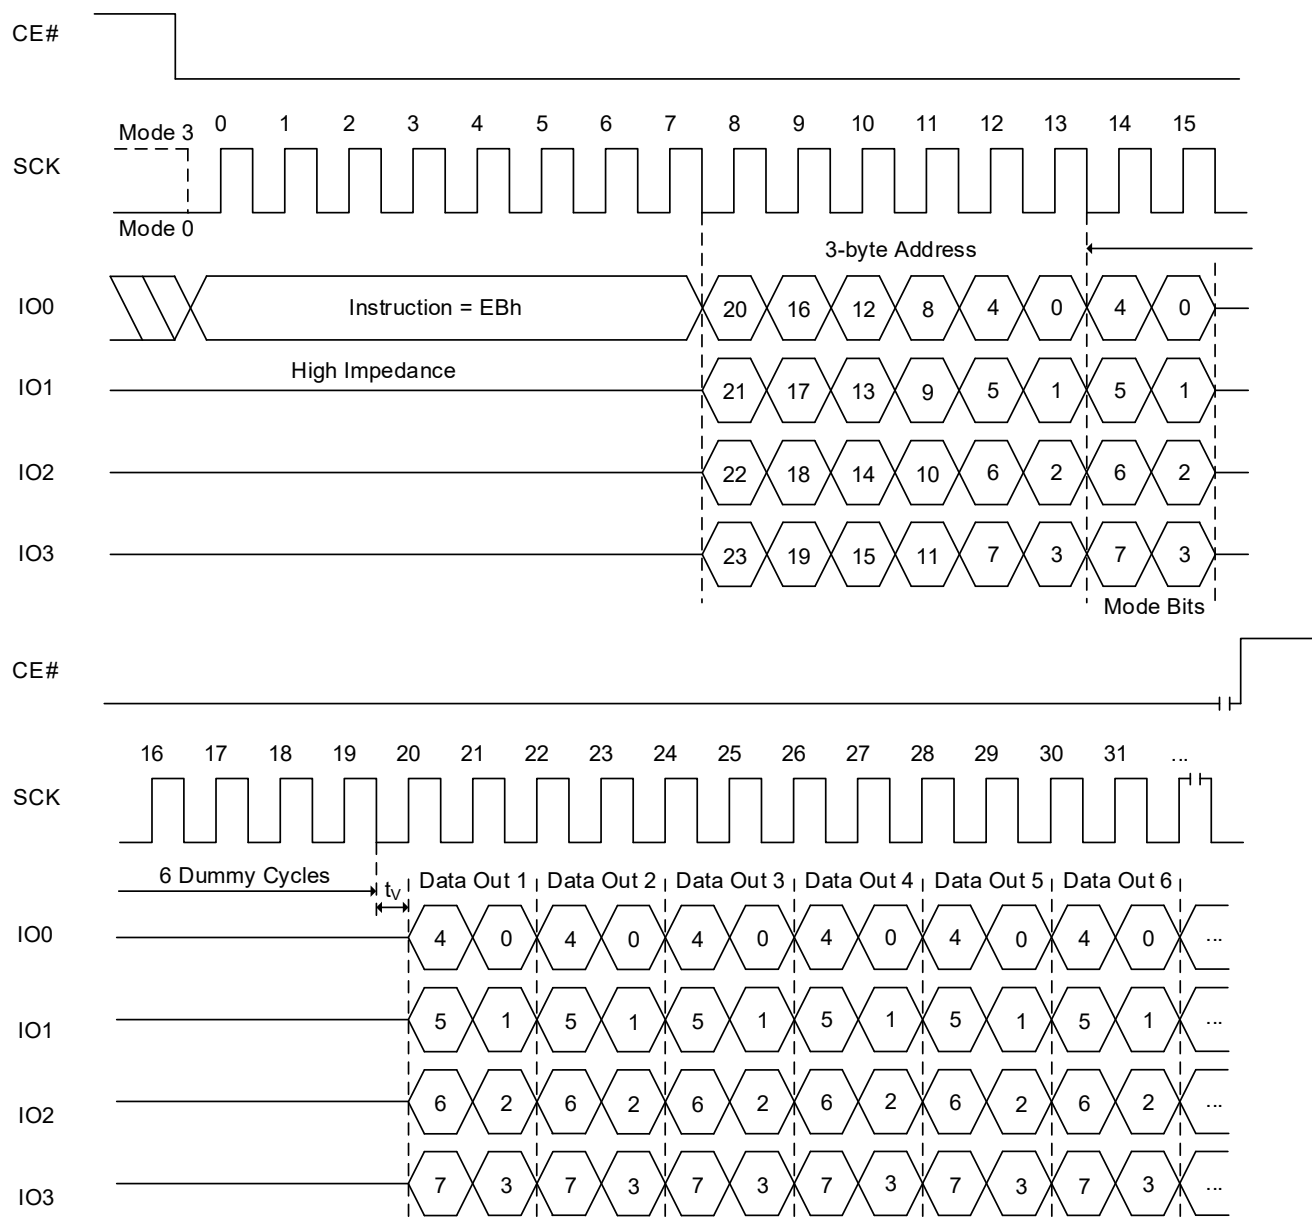 CE#
Mode 3 0 1 2 3 4 5 6 7 8 9 10 11 12 13 14 15
SCK
Mode 0
3-byte Address
IO0 Instruction = EBh 20 16 12 8 4 0 4 0
High Impedance
IO1 21 17 13 9 5 1 5 1
IO2 22 18 14 10 6 2 6 2
IO3 23 19 15 11 7 3 7 3
Mode Bits
CE#
16 17 18 19 20 21 22 23 24 25 26 27 28 29 30 31 ...
SCK
6 Dummy Cycles tV Data Out 1 Data Out 2 Data Out 3 Data Out 4 Data Out 5 Data Out 6
IO0 4 0 4 0 4 0 4 0 4 0 4 0 ...
IO1 5 1 5 1 5 1 5 1 5 1 5 1 ...
IO2 6 2 6 2 6 2 6 2 6 2 6 2 ...
IO3 7 3 7 3 7 3 7 3 7 3 7 3 ...